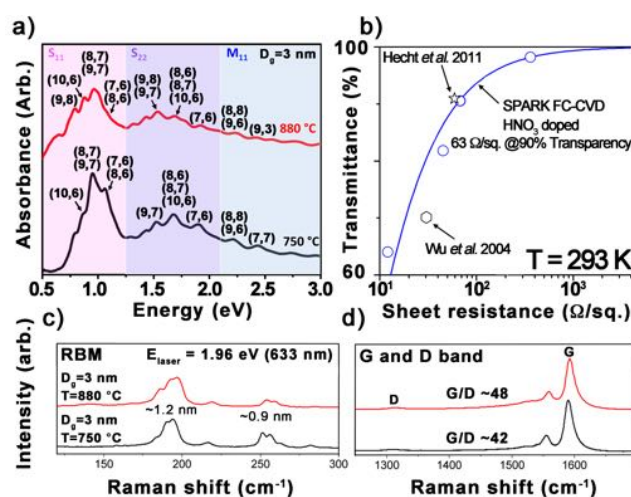 a)
S11
S22
M11
Dg=3 nm
(8,7)
(9,7)
(10,6)
(9,8)
(7,6)
(8,6)
(9,8)
(9,7)
(8,6)
(8,7)
(10,6)
(7,6)
(8,8)
(9,6)
(9,3)
880 °C
(8,7)
(9,7)
(7,6)
(8,6)
(10,6)
(9,7)
(8,6)
(8,7)
(10,6)
(7,6)
(8,8)
(9,6)
(7,7)
750 °C
Absorbance (Arb.)
0.5 1.0 1.5 2.0 2.5 3.0
Energy (eV)
b)
100
60
Transmittance (%)
Hecht et al. 2011
SPARK FC-CVD
HNO3 doped
63 Ω/sq. @90% Transparency
Wu et al. 2004
T = 293 K
10^1 10^2 10^3
Sheet resistance (Ω/sq.)
c)
RBM
Elaser = 1.96 eV (633 nm)
Dg=3 nm
T=880 °C
~1.2 nm
~0.9 nm
Dg=3 nm
T=750 °C
Intensity (arb.)
150 200 250 300
Raman shift (cm-1)
d)
G and D band
G
D
G/D ~48
G/D ~42
1300 1400 1500 1600
Raman shift (cm-1)